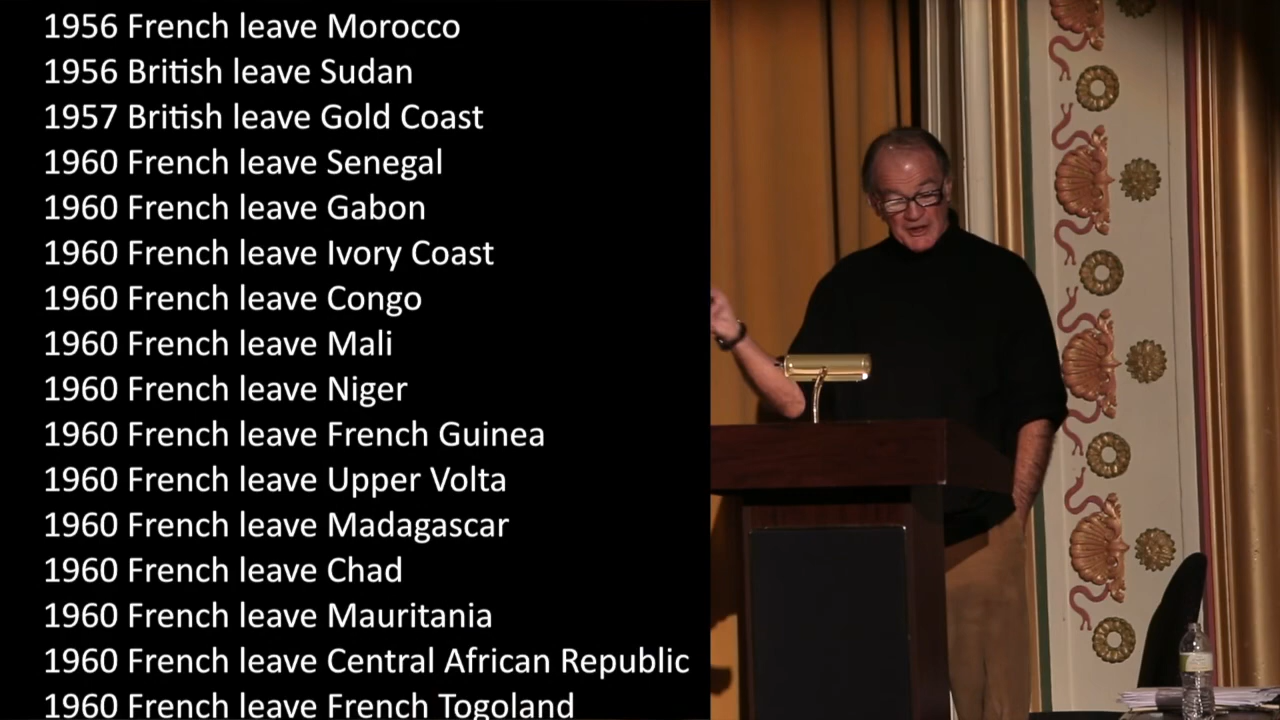 1956 French leave Morocco
1956 British leave Sudan
1957 British leave Gold Coast
1960 French leave Senegal
1960 French leave Gabon
1960 French leave Ivory Coast
1960 French leave Congo
1960 French leave Mali
1960 French leave Niger
1960 French leave French Guinea
1960 French leave Upper Volta
1960 French leave Madagascar
1960 French leave Chad
1960 French leave Mauritania
1960 French leave Central African Republic
1960 French leave French Togoland